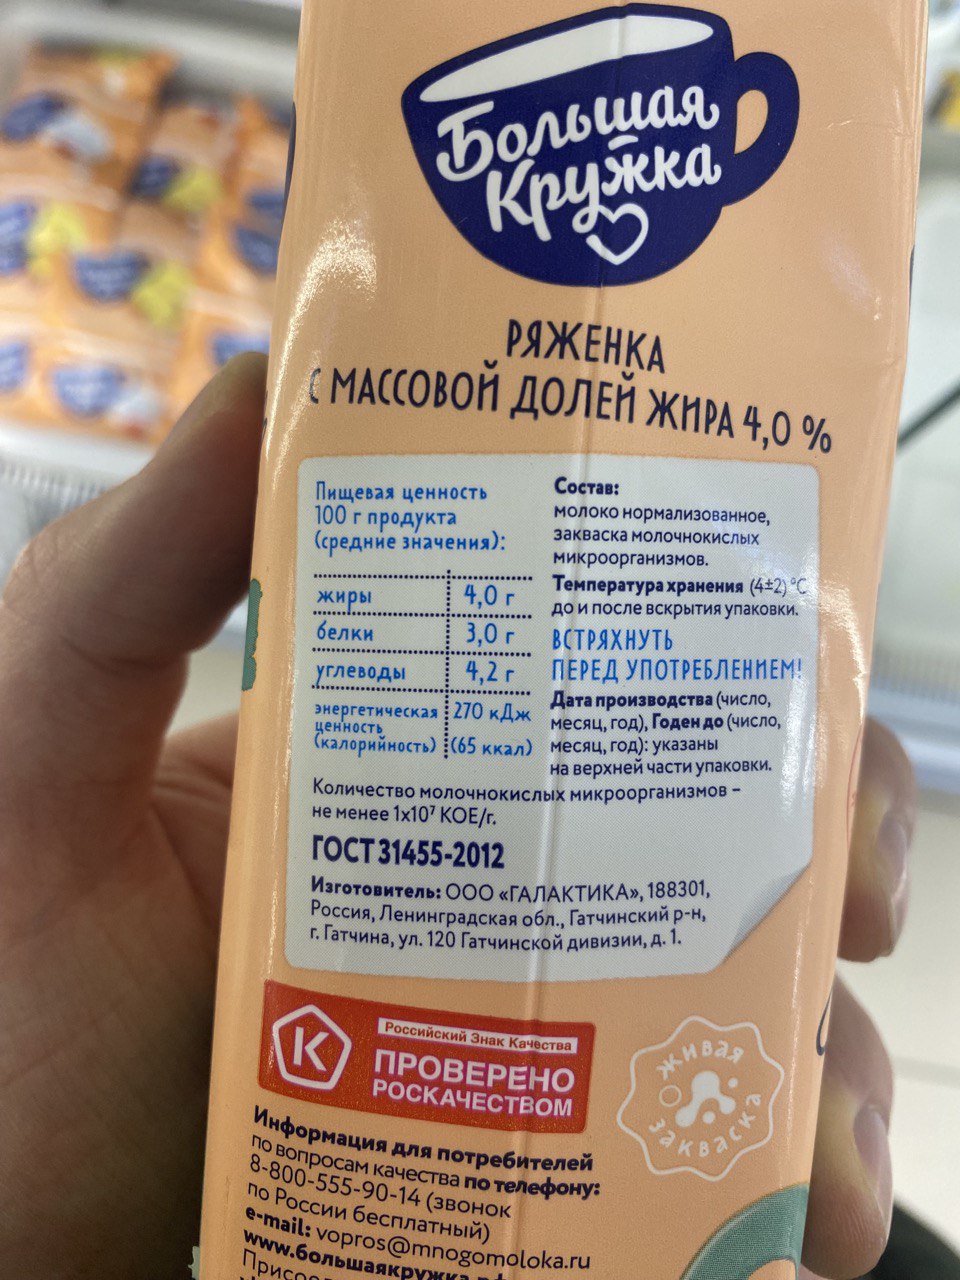 Большая
Кружка
РЯЖЕНКА
С МАССОВОЙ ДОЛЕЙ ЖИРА 4,0 %
Пищевая ценность
100 г продукта
(средние значения):
жиры 4,0 г
белки 3,0 г
углеводы 4,2 г
энергетическая
ценность
(калорийность)
270 кДж
(65 ккал)
Состав:
молоко нормализованное,
закваска молочнокислых
микроорганизмов.
Температура хранения (4±2) °С
до и после вскрытия упаковки.
ВСТРЯХНУТЬ
ПЕРЕД УПОТРЕБЛЕНИЕМ!
Дата производства (число,
месяц, год), Годен до (число,
месяц, год): указаны
на верхней части упаковки.
Количество молочнокислых микроорганизмов –
не менее 1х10⁷ КОЕ/г.
ГОСТ 31455-2012
Изготовитель: ООО «ГАЛАКТИКА», 188301,
Россия, Ленинградская обл., Гатчинский р-н,
г. Гатчина, ул. 120 Гатчинской дивизии, д. 1.
К
Российский Знак Качества
ПРОВЕРЕНО
РОСКАЧЕСТВОМ
живая
закваска
Информация для потребителей
по вопросам качества по телефону:
8-800-555-90-14 (звонок
по России бесплатный)
e-mail: vopros@mnogomoloka.ru
www.большаякружка.рф